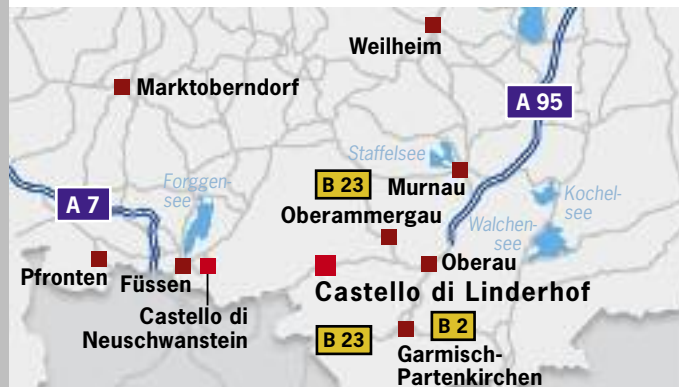 Weilheim
Marktoberndorf
A 95
Staffelsee
Forggen-
see
B 23
Murnau
Kochel-
see
A 7
Oberammergau
Walchen-
see
Pfronten
Füssen
Oberau
Castello di Linderhof
Castello di
Neuschwanstein
B 23
B 2
Garmisch-
Partenkirchen